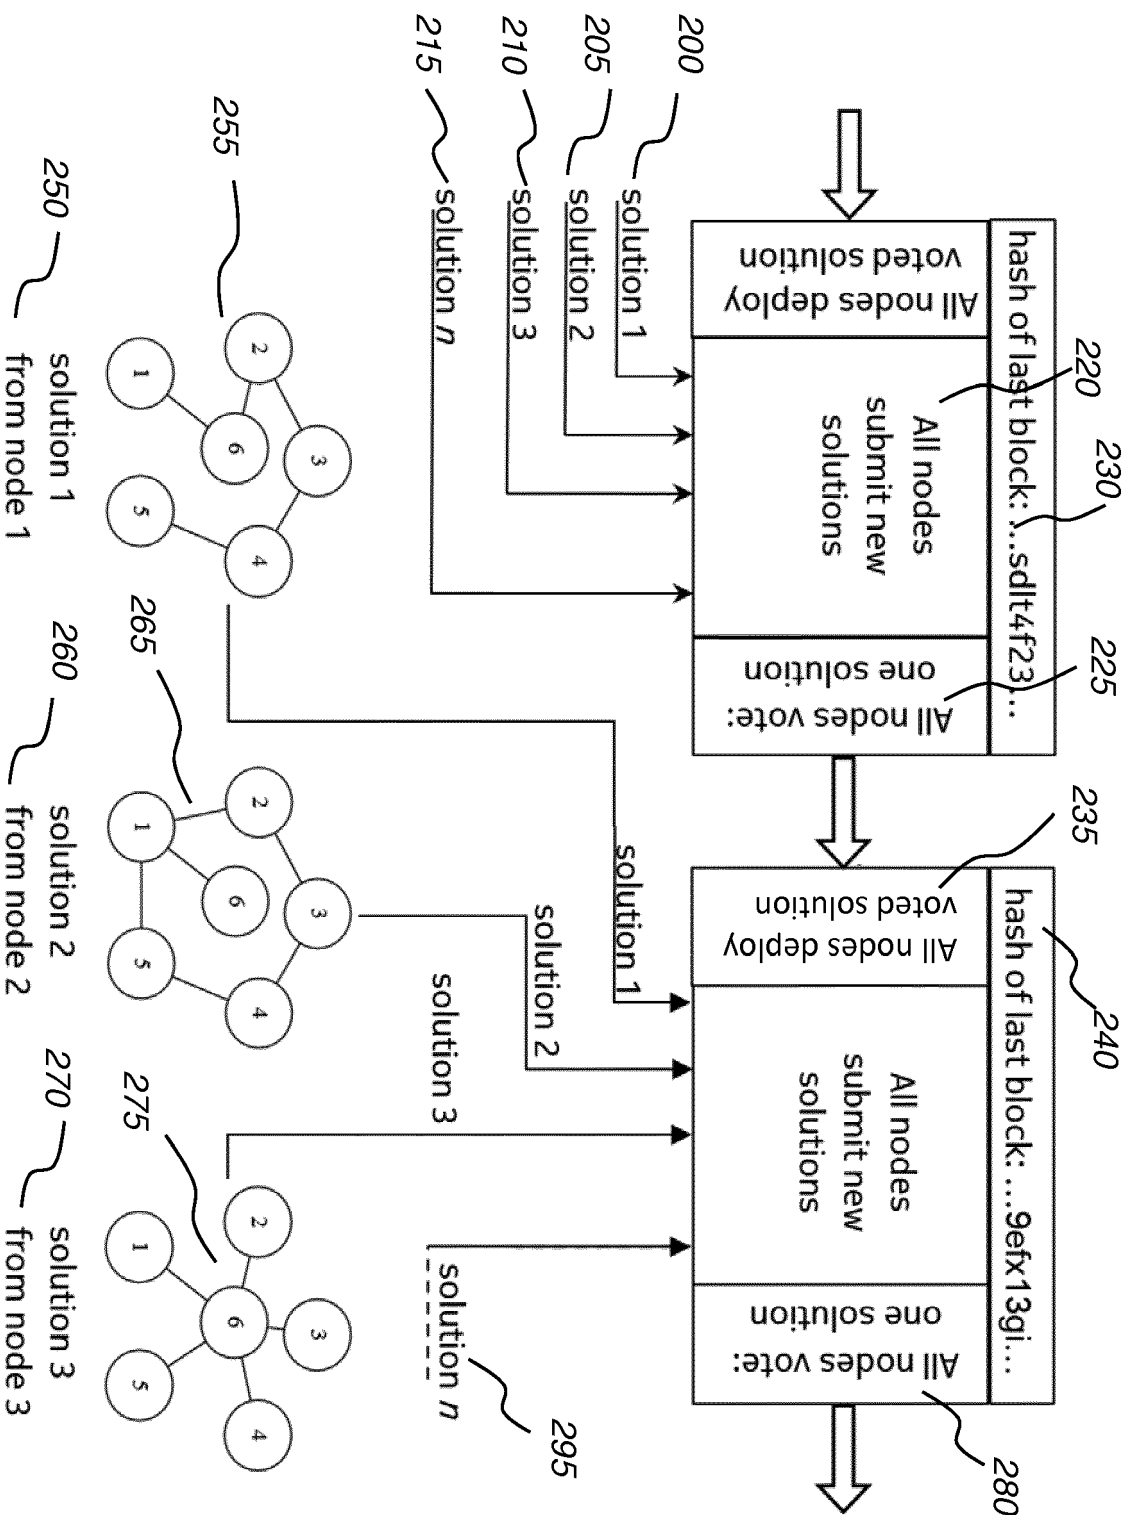 220
230
225
235
240
280
hash of last block: ...sdlt4f23...
hash of last block: ...9efx13gi...
All nodes deploy
voted solution
All nodes
submit new
solutions
All nodes vote:
one solution
All nodes deploy
voted solution
All nodes
submit new
solutions
All nodes vote:
one solution
200
solution 1
205
solution 2
210
solution 3
215
solution n
solution 1
solution 2
solution 3
solution n
295
255
2
3
6
4
1
5
265
2
3
6
4
1
5
275
2
3
6
4
1
5
250
solution 1
from node 1
260
solution 2
from node 2
270
solution 3
from node 3